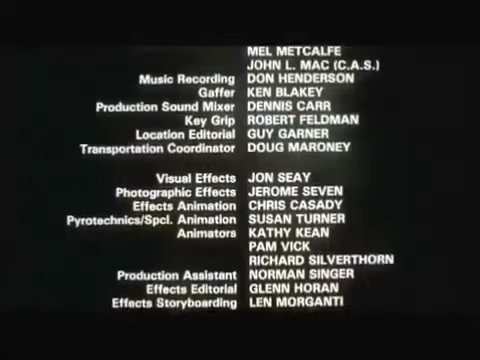 MEL METCALFE
JOHN L. MAC (C.A.S.)
Music Recording DON HENDERSON
Gaffer KEN BLAKEY
Production Sound Mixer DENNIS CARR
Key Grip ROBERT FELDMAN
Location Editorial GUY GARNER
Transportation Coordinator DOUG MARONEY
Visual Effects JON SEAY
Photographic Effects JEROME SEVEN
Effects Animation CHRIS CASADY
Pyrotechnics/Spcl. Animation SUSAN TURNER
Animators KATHY KEAN
PAM VICK
RICHARD SILVERTHORN
Production Assistant NORMAN SINGER
Effects Editorial GLENN HORAN
Effects Storyboarding LEN MORGANTI